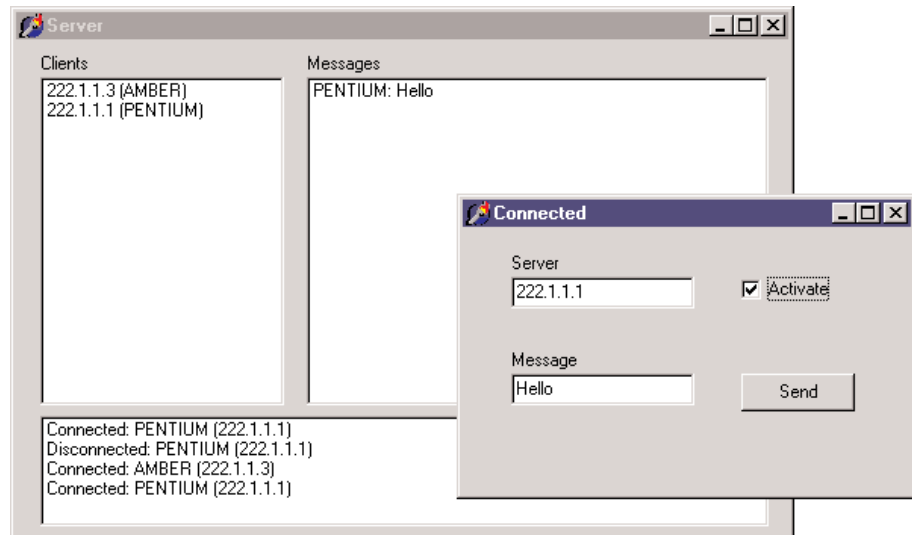 Server
Clients
Messages
222.1.1.3 (AMBER)
222.1.1.1 (PENTIUM)
PENTIUM: Hello
Connected: PENTIUM (222.1.1.1)
Disconnected: PENTIUM (222.1.1.1)
Connected: AMBER (222.1.1.3)
Connected: PENTIUM (222.1.1.1)
Connected
Server
222.1.1.1
Activate
Message
Hello
Send